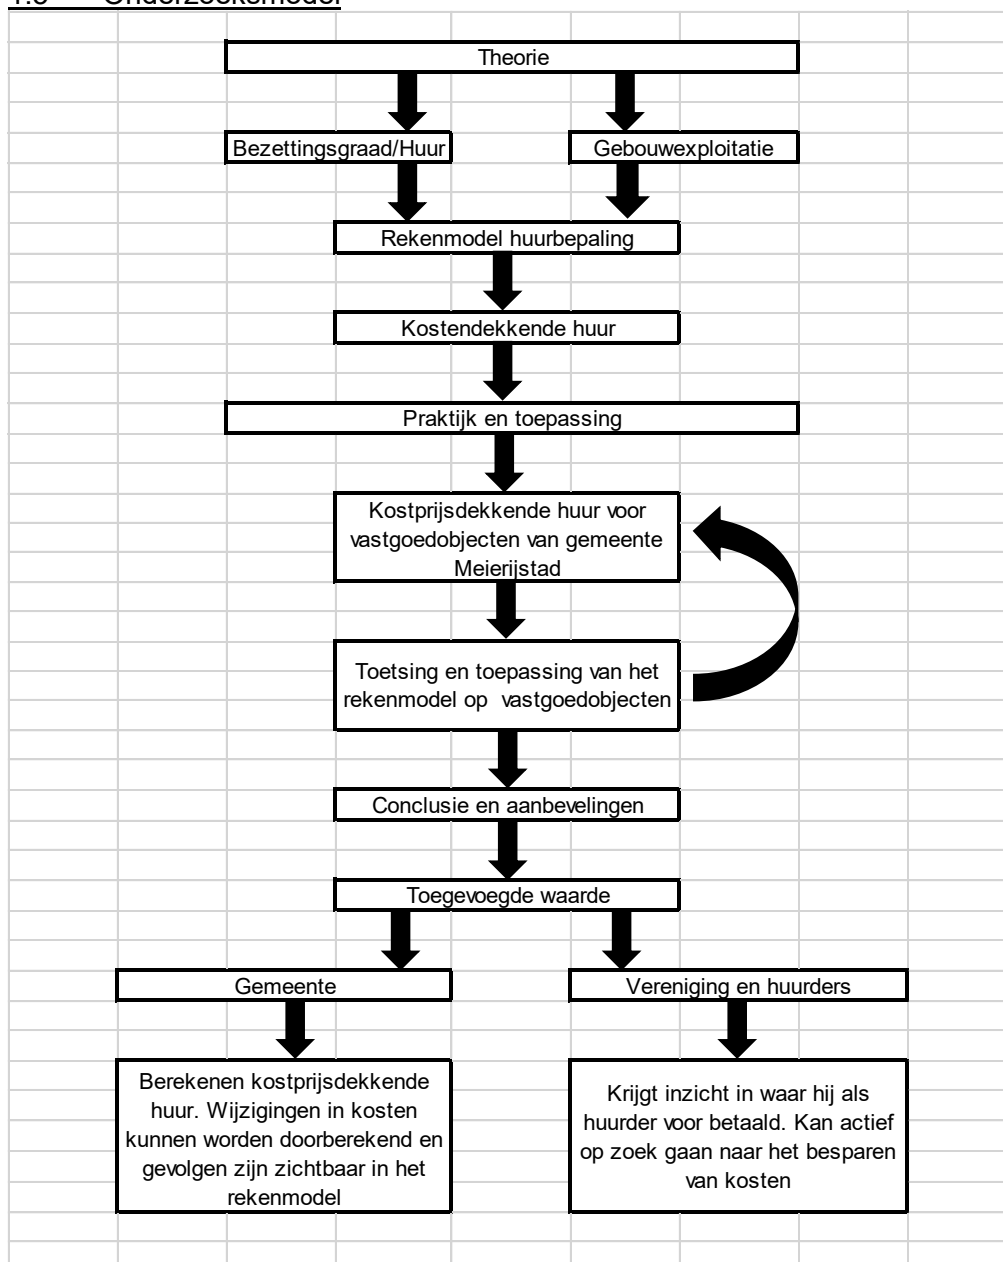 Onderzoeksmodel
Theorie
Bezettingsgraad/Huur
Gebouwexploitatie
Rekenmodel huurbepaling
Kostendekkende huur
Praktijk en toepassing
Kostprijsdekkende huur voor
vastgoedobjecten van gemeente
Meierijstad
Toetsing en toepassing van het
rekenmodel op vastgoedobjecten
Conclusie en aanbevelingen
Toegevoegde waarde
Gemeente
Vereniging en huurders
Berekenen kostprijsdekkende
huur. Wijzigingen in kosten
kunnen worden doorberekend en
gevolgen zijn zichtbaar in het
rekenmodel
Krijgt inzicht in waar hij als
huurder voor betaald. Kan actief
op zoek gaan naar het besparen
van kosten